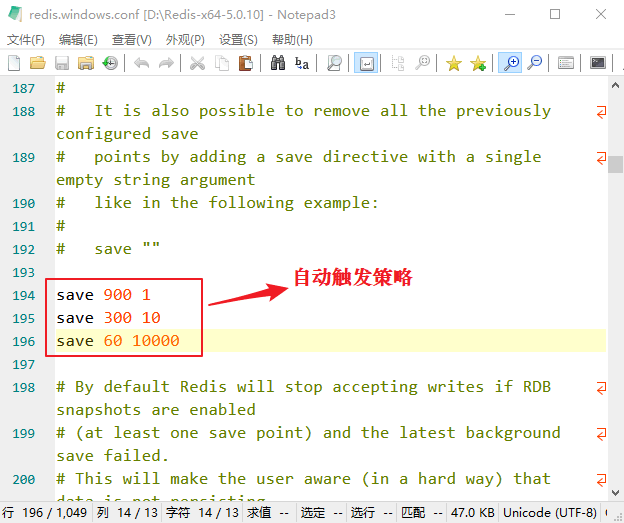 redis.windows.conf [D:\Redis-x64-5.0.10] - Notepad3
文件(F) 编辑(E) 查看(V) 外观(P) 设置(S) 帮助(H)
187 #
188 #   It is also possible to remove all the previously
configured save
189 #   points by adding a save directive with a single
empty string argument
190 #   like in the following example:
191 #
192 #   save ""
193
自动触发策略
194 save 900 1
195 save 300 10
196 save 60 10000
197
198 # By default Redis will stop accepting writes if RDB
snapshots are enabled
199 # (at least one save point) and the latest background
save failed.
200 # This will make the user aware (in a hard way) that
data is not persisting
行 196 / 1,049 列 14 / 13 字符 14 / 13 求值 -- 选定 -- 选行 -- 匹配 -- 47.0 KB Unicode (UTF-8)